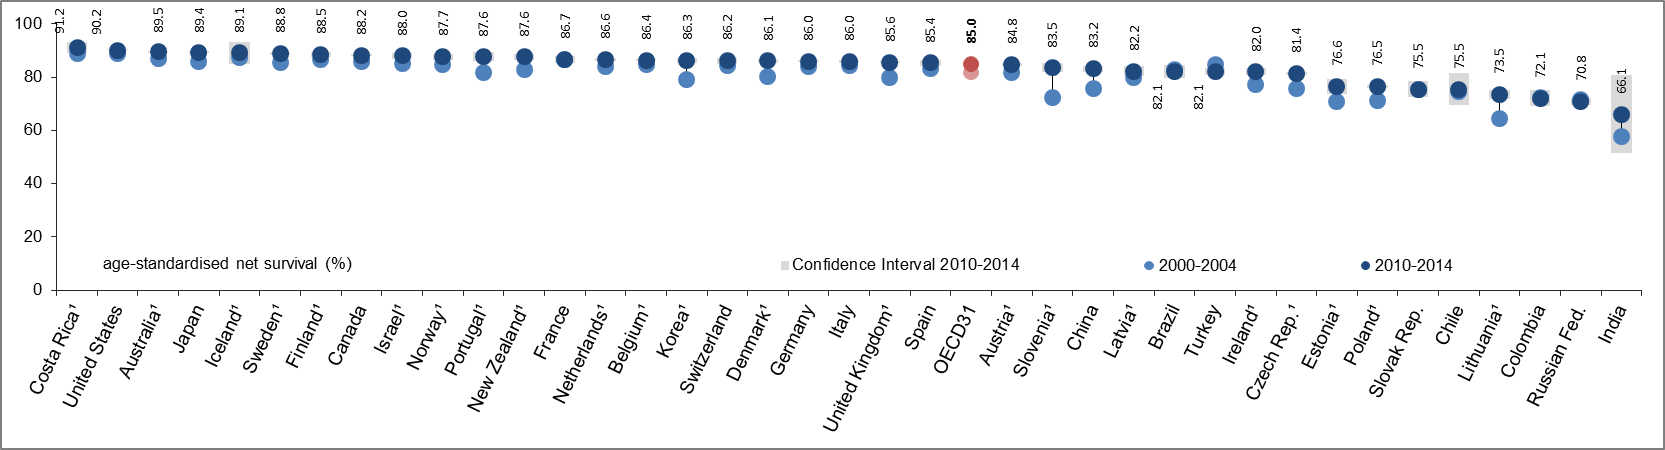 100
80
60
40
20
0
91.2
90.2
89.5
89.4
89.1
88.8
88.5
88.2
88.0
87.7
87.6
87.6
86.7
86.6
86.4
86.3
86.2
86.1
86.0
86.0
85.6
85.4
85.0
84.8
83.5
83.2
82.2
82.1
82.1
82.0
81.4
76.6
76.5
75.5
75.5
73.5
72.1
70.8
66.1
age-standardised net survival (%)
Confidence Interval 2010-2014
2000-2004
2010-2014
Costa Rica¹
United States
Australia¹
Japan
Iceland¹
Sweden¹
Finland¹
Canada
Israel¹
Norway¹
Portugal¹
New Zealand¹
France
Netherlands¹
Belgium¹
Korea¹
Switzerland
Denmark¹
Germany
Italy
United Kingdom¹
Spain
OECD31
Austria¹
Slovenia¹
China
Latvia¹
Brazil
Turkey
Ireland¹
Czech Rep. ¹
Estonia¹
Poland¹
Slovak Rep.
Chile
Lithuania¹
Colombia
Russian Fed.
India